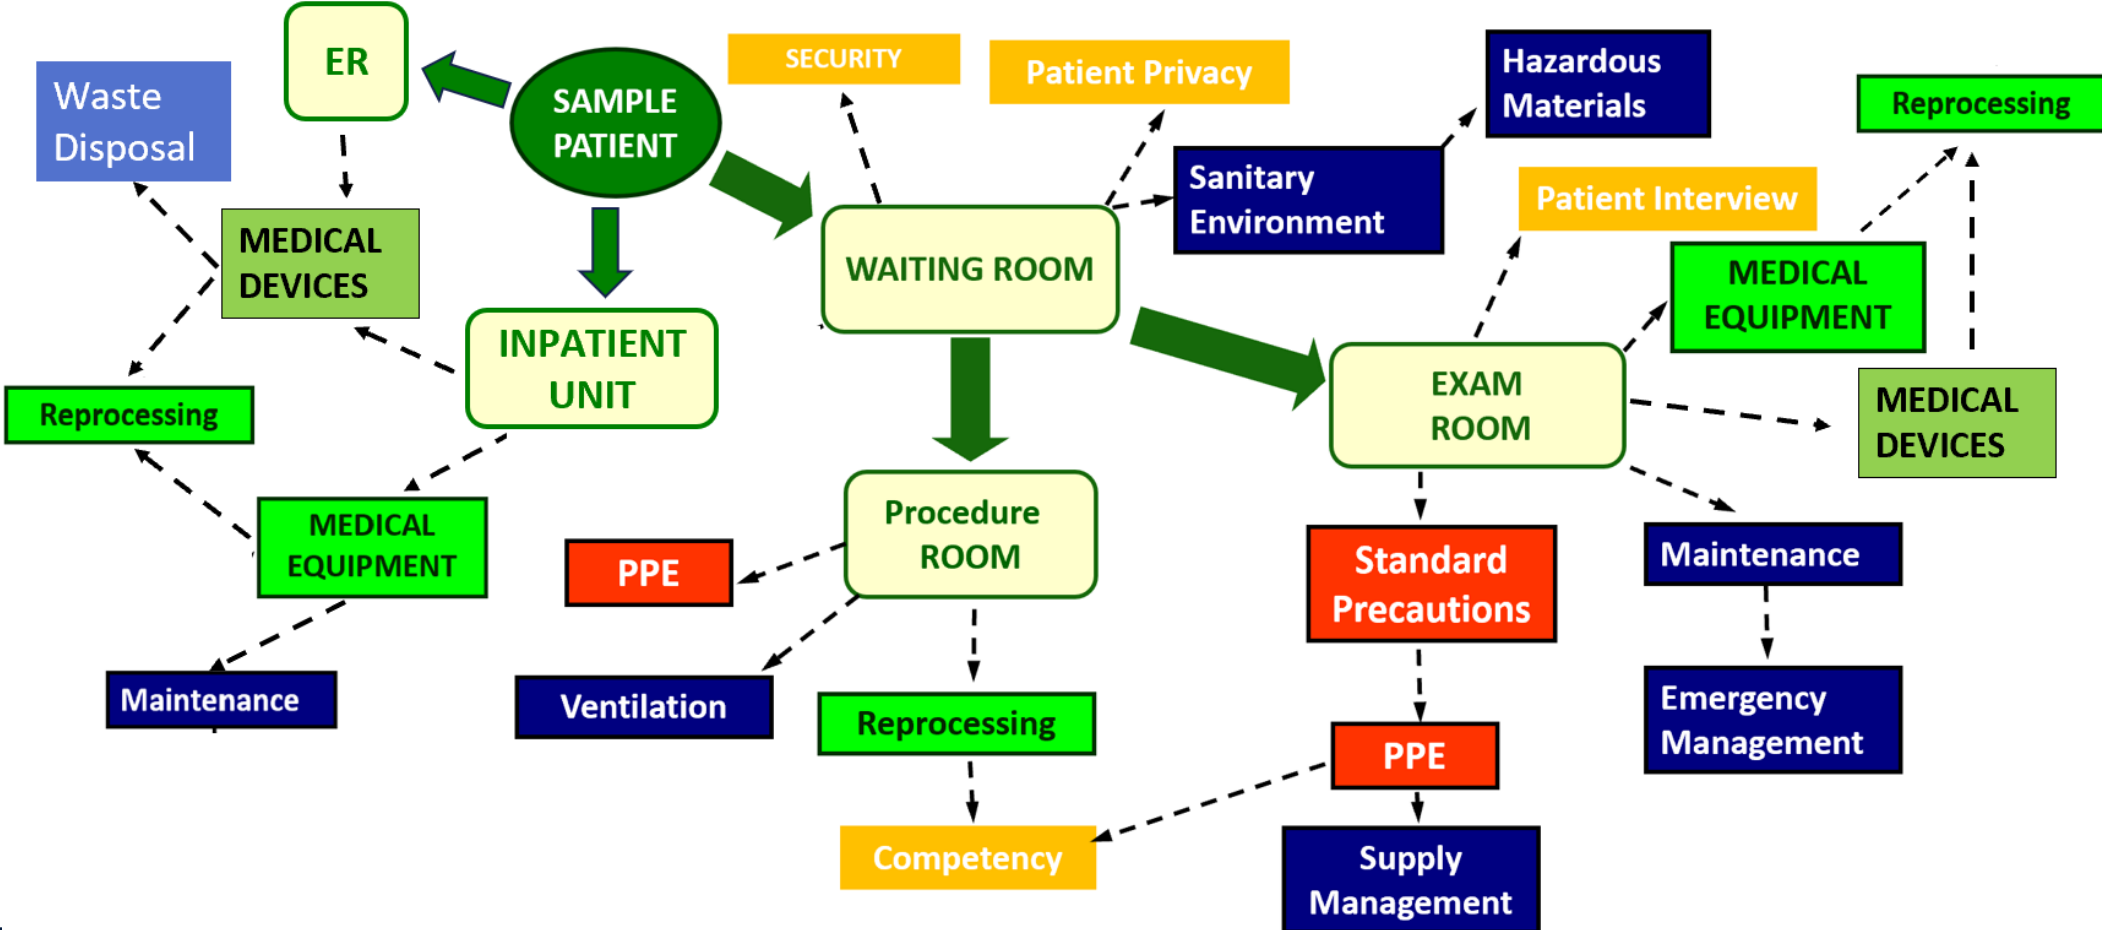 ER
SAMPLE
PATIENT
SECURITY
Patient Privacy
Hazardous
Materials
Reprocessing
Waste
Disposal
Sanitary
Environment
Patient Interview
MEDICAL
DEVICES
WAITING ROOM
MEDICAL
EQUIPMENT
INPATIENT
UNIT
EXAM
ROOM
MEDICAL
DEVICES
Reprocessing
Procedure
ROOM
MEDICAL
EQUIPMENT
PPE
Standard
Precautions
Maintenance
Maintenance
Ventilation
Reprocessing
PPE
Emergency
Management
Competency
Supply
Management